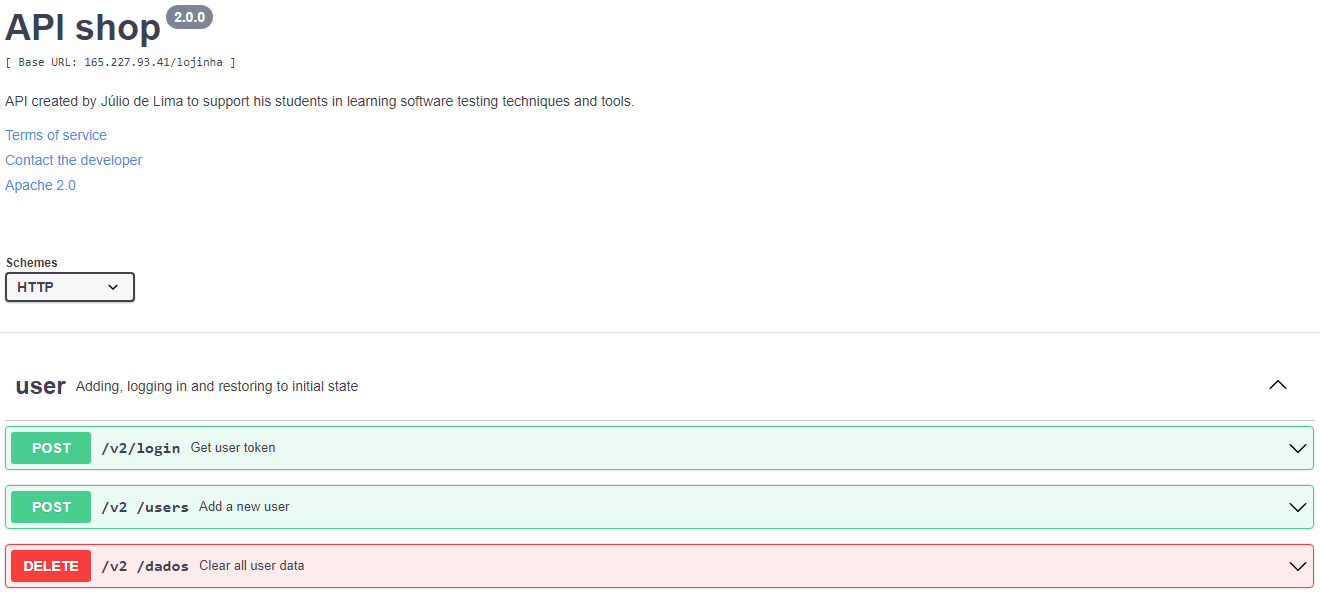 API shop 2.0.0
[ Base URL: 165.227.93.41/lojinha ]
API created by Júlio de Lima to support his students in learning software testing techniques and tools.
Terms of service
Contact the developer
Apache 2.0
Schemes
HTTP
user Adding, logging in and restoring to initial state
POST /v2/login Get user token
POST /v2 /users Add a new user
DELETE /v2 /dados Clear all user data